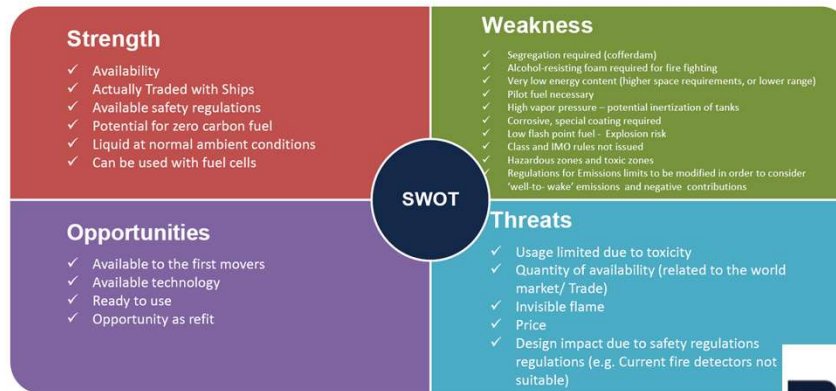 Strength
✓ Availability
✓ Actually Traded with Ships
✓ Available safety regulations
✓ Potential for zero carbon fuel
✓ Liquid at normal ambient conditions
✓ Can be used with fuel cells
Weakness
✓ Segregation required (cofferdam)
✓ Alcohol-resisting foam required for fire fighting
✓ Very low energy content (higher space requirements, or lower range)
✓ Pilot fuel necessary
✓ High vapor pressure – potential inertization of tanks
✓ Corrosive, special coating required
✓ Low flash point fuel - Explosion risk
✓ Class and IMO rules not issued
✓ Hazardous zones and toxic zones
✓ Regulations for Emissions limits to be modified in order to consider
'well-to- wake' emissions and negative contributions
SWOT
Opportunities
✓ Available to the first movers
✓ Available technology
✓ Ready to use
✓ Opportunity as refit
Threats
✓ Usage limited due to toxicity
✓ Quantity of availability (related to the world
market/ Trade)
✓ Invisible flame
✓ Price
✓ Design impact due to safety regulations
regulations (e.g. Current fire detectors not
suitable)